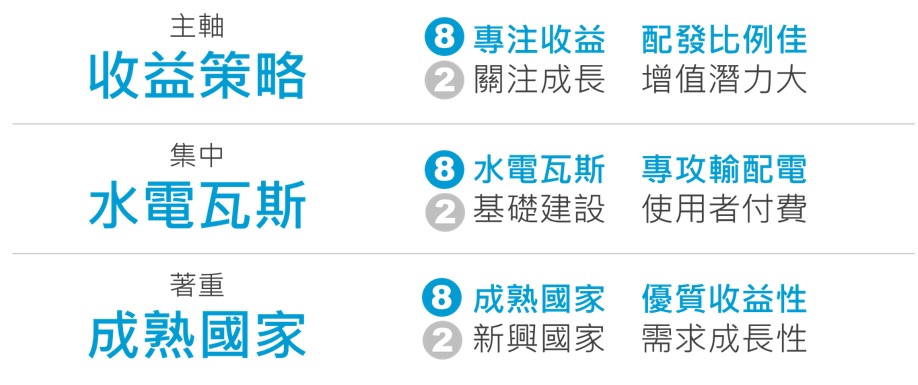 主軸
收益策略
8 專注收益 配發比例佳
2 關注成長 增值潛力大
集中
水電瓦斯
8 水電瓦斯 專攻輸配電
2 基礎建設 使用者付費
著重
成熟國家
8 成熟國家 優質收益性
2 新興國家 需求成長性